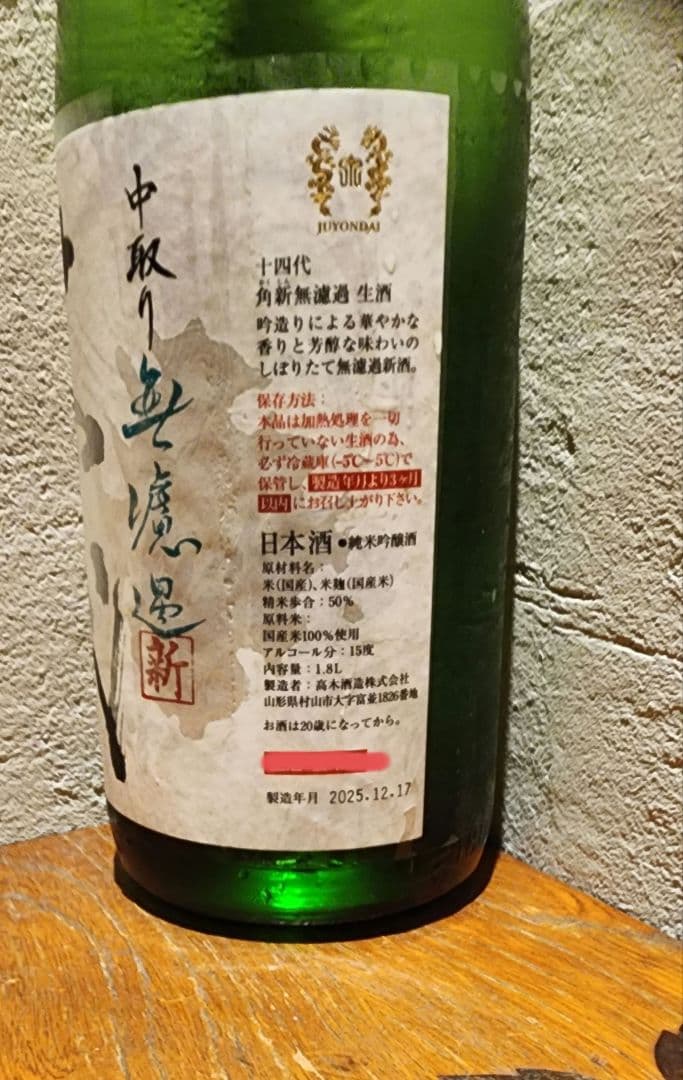 中取り無濾過
新
JUYONDAI
十四代
角新無濾過 生酒
吟造りによる華やかな
香りと芳醇な味わいの
しぼりたて無濾過新酒。
保存方法：
本品は加熱処理を一切
行っていない生酒の為、
必ず冷蔵庫(-5℃~5℃)で
保管し、製造年月より3ヶ月
以内にお召し上がり下さい。
日本酒●純米吟醸酒
原材料名：
米(国産)、米麹(国産米)
精米歩合：50%
原料米：
国産米100%使用
アルコール分：15度
内容量：1.8L
製造者：高木酒造株式会社
山形県村山市大字富並1826番地
お酒は20歳になってから。
製造年月 2025.12.17